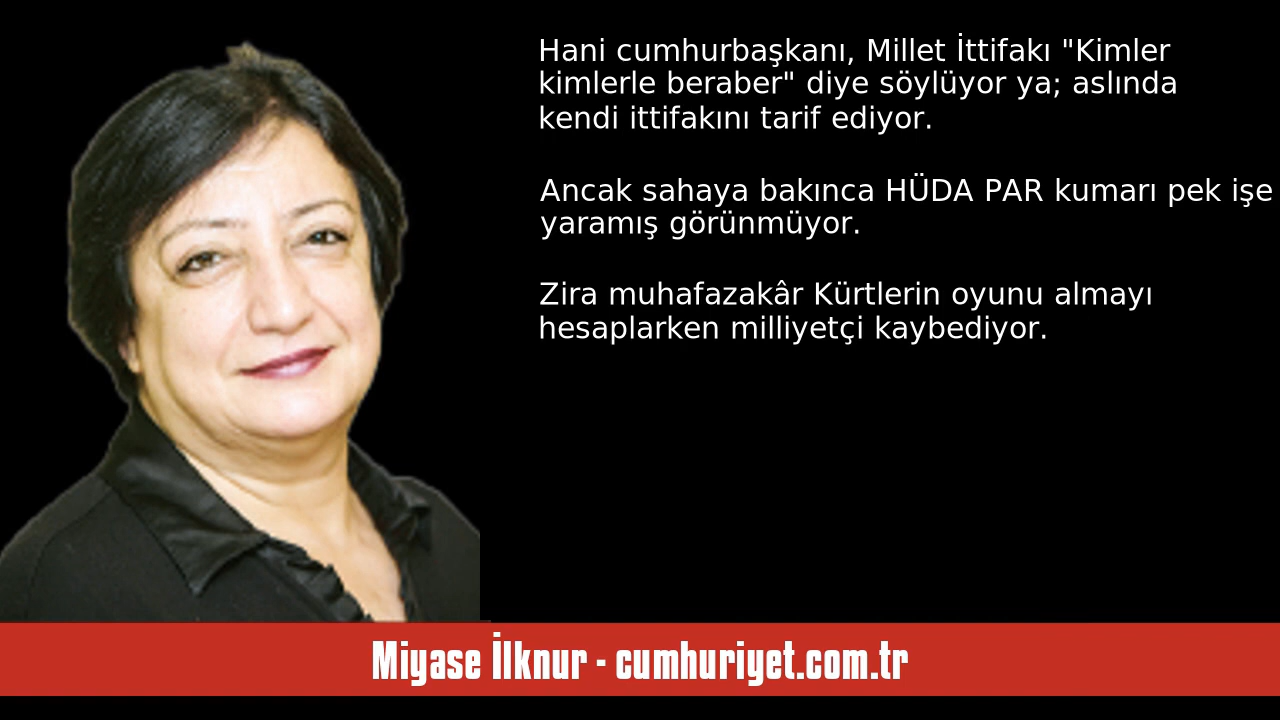 Hani cumhurbaşkanı, Millet İttifakı "Kimler
kimlerle beraber" diye söylüyor ya; aslında
kendi ittifakını tarif ediyor.
Ancak sahaya bakınca HÜDA PAR kumarı pek işe
yaramış görünmüyor.
Zira muhafazakâr Kürtlerin oyunu almayı
hesaplarken milliyetçi kaybediyor.
Miyase İlknur - cumhuriyet.com.tr